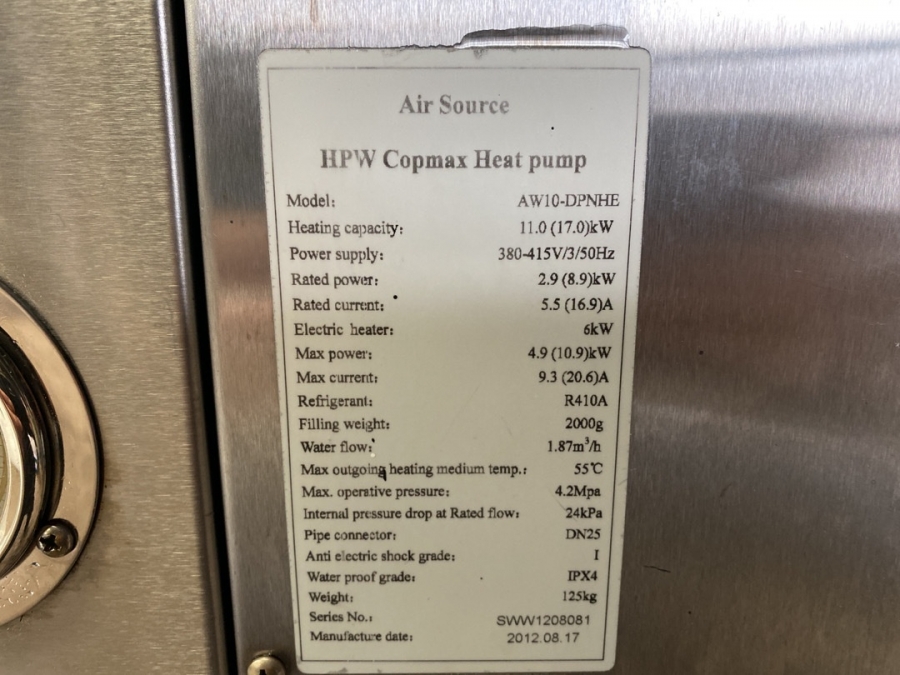 Air Source
HPW Copmax Heat pump
Model: AW10-DPNHE
Heating capacity: 11.0 (17.0)kW
Power supply: 380-415V/3/50Hz
Rated power: 2.9 (8.9)kW
Rated current: 5.5 (16.9)A
Electric heater: 6kW
Max power: 4.9 (10.9)kW
Max current: 9.3 (20.6)A
Refrigerant: R410A
Filling weight: 2000g
Water flow: 1.87m³/h
Max outgoing heating medium temp.: 55℃
Max. operative pressure: 4.2Mpa
Internal pressure drop at Rated flow: 24kPa
Pipe connector: DN25
Anti electric shock grade: I
Water proof grade: IPX4
Weight: 125kg
Series No.: SWW1208081
Manufacture date: 2012.08.17